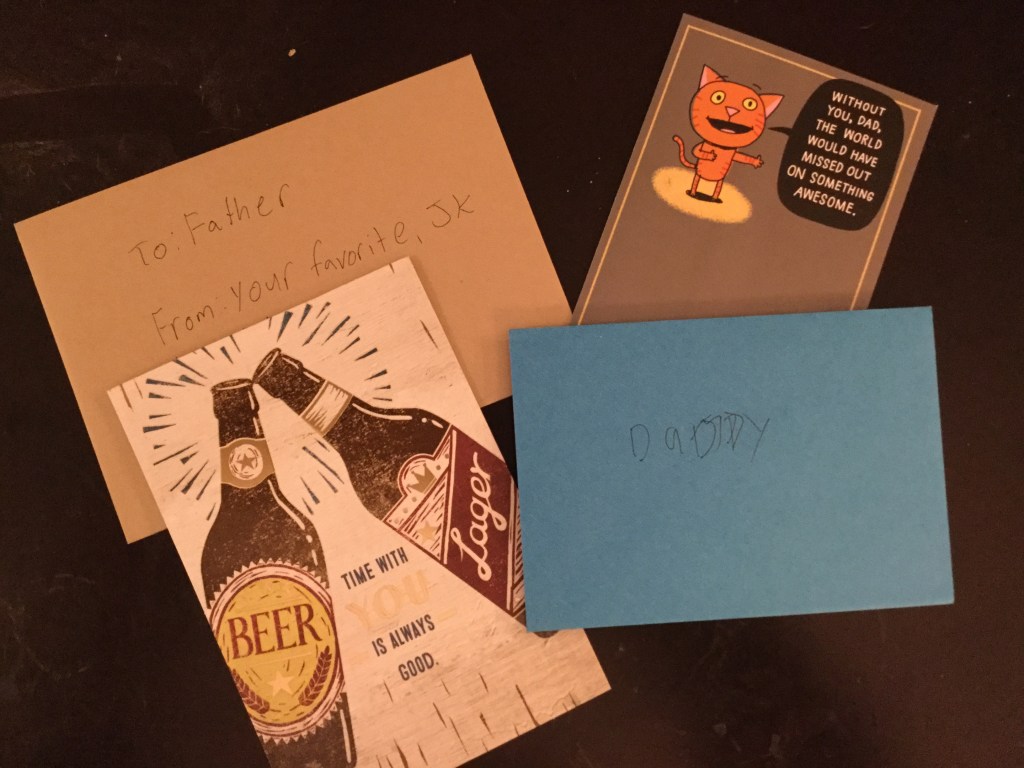 To: Father
From: Your favorite, Jk
WITHOUT
YOU, DAD,
THE WORLD
WOULD HAVE
MISSED OUT
ON SOMETHING
AWESOME.
Lager
BEER
TIME WITH
YOU
IS ALWAYS
GOOD.
DaDDY